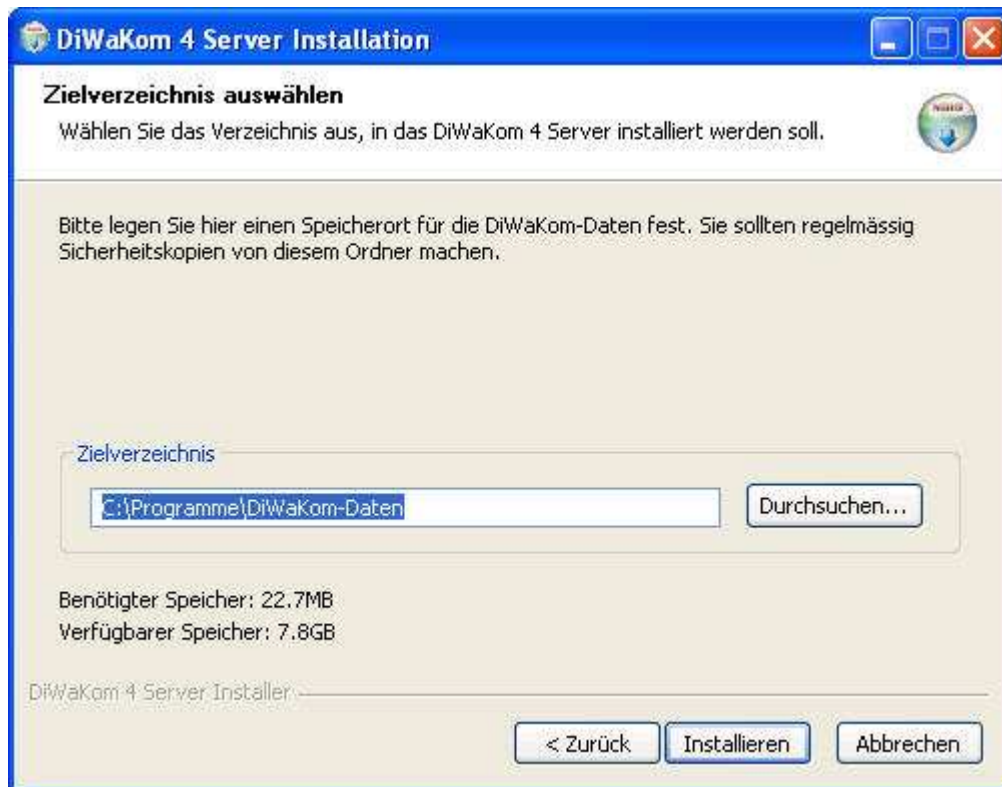 DiWaKom 4 Server Installation
Zielverzeichnis auswählen
Wählen Sie das Verzeichnis aus, in das DiWaKom 4 Server installiert werden soll.
Bitte legen Sie hier einen Speicherort für die DiWaKom-Daten fest. Sie sollten regelmässig
Sicherheitskopien von diesem Ordner machen.
Zielverzeichnis
C:\Programme\DiWaKom-Daten
Durchsuchen...
Benötigter Speicher: 22.7MB
Verfügbarer Speicher: 7.8GB
DiWaKom 4 Server Installer
< Zurück
Installieren
Abbrechen